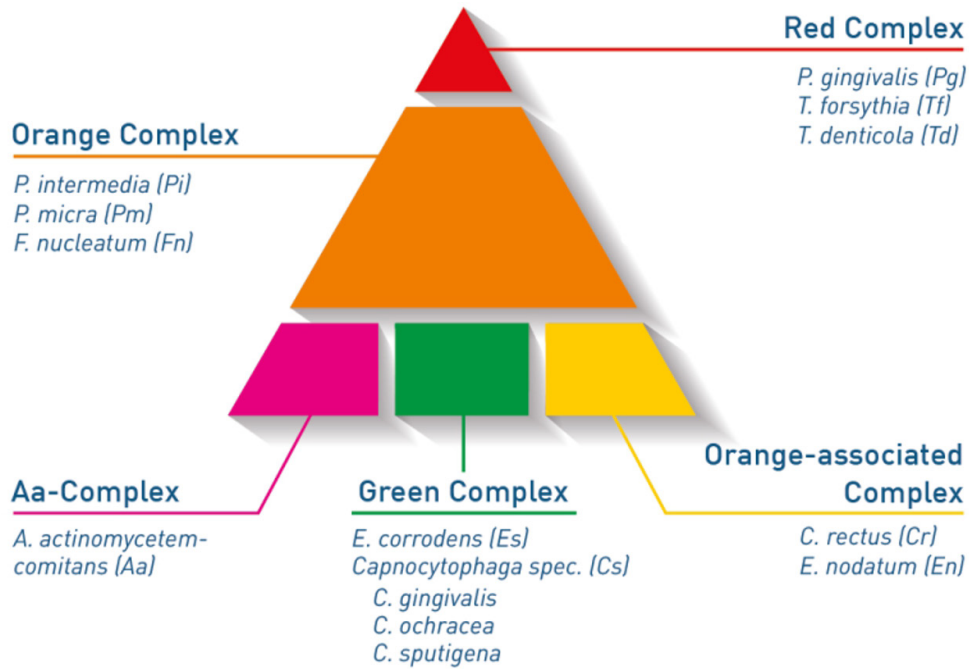 Red Complex
P. gingivalis (Pg)
T. forsythia (Tf)
T. denticola (Td)
Orange Complex
P. intermedia (Pi)
P. micra (Pm)
F. nucleatum (Fn)
Aa-Complex
A. actinomycetem-
comitans (Aa)
Green Complex
E. corrodens (Es)
Capnocytophaga spec. (Cs)
C. gingivalis
C. ochracea
C. sputigena
Orange-associated
Complex
C. rectus (Cr)
E. nodatum (En)